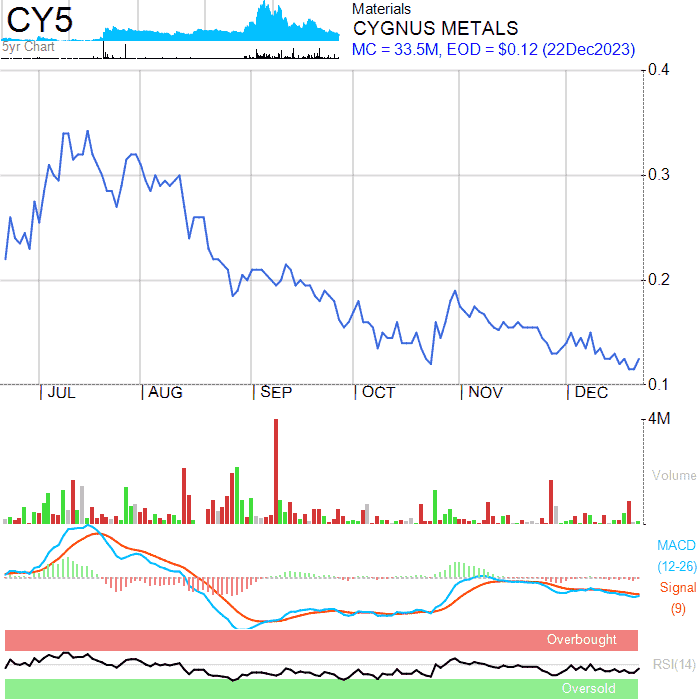 CY5
5yr Chart
Materials
CYGNUS METALS
MC = 33.5M, EOD = $0.12 (22Dec2023)
0.4
0.3
0.2
0.1
JUL
AUG
SEP
OCT
NOV
DEC
4M
Volume
MACD
(12-26)
Signal
(9)
Overbought
RSI(14)
Oversold